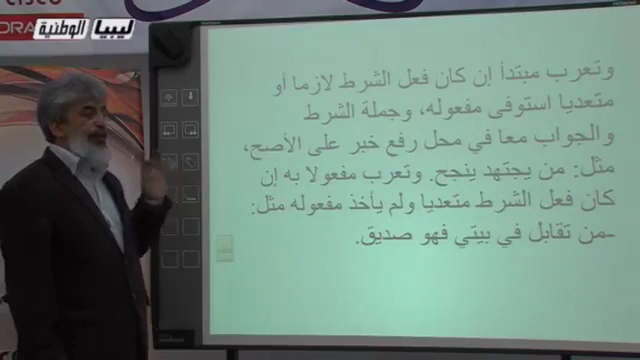 ليبيا الوطنية
وتعرب مبتدأ إن كان فعل الشرط لازما أو
متعديا استوفى مفعوله، وجملة الشرط
والجواب معا في محل رفع خبر على الأصح،
مثل: من يجتهد ينجح. وتعرب مفعولا به إن
كان فعل الشرط متعديا ولم يأخذ مفعوله مثل:
-من تقابل في بيتي فهو صديق.